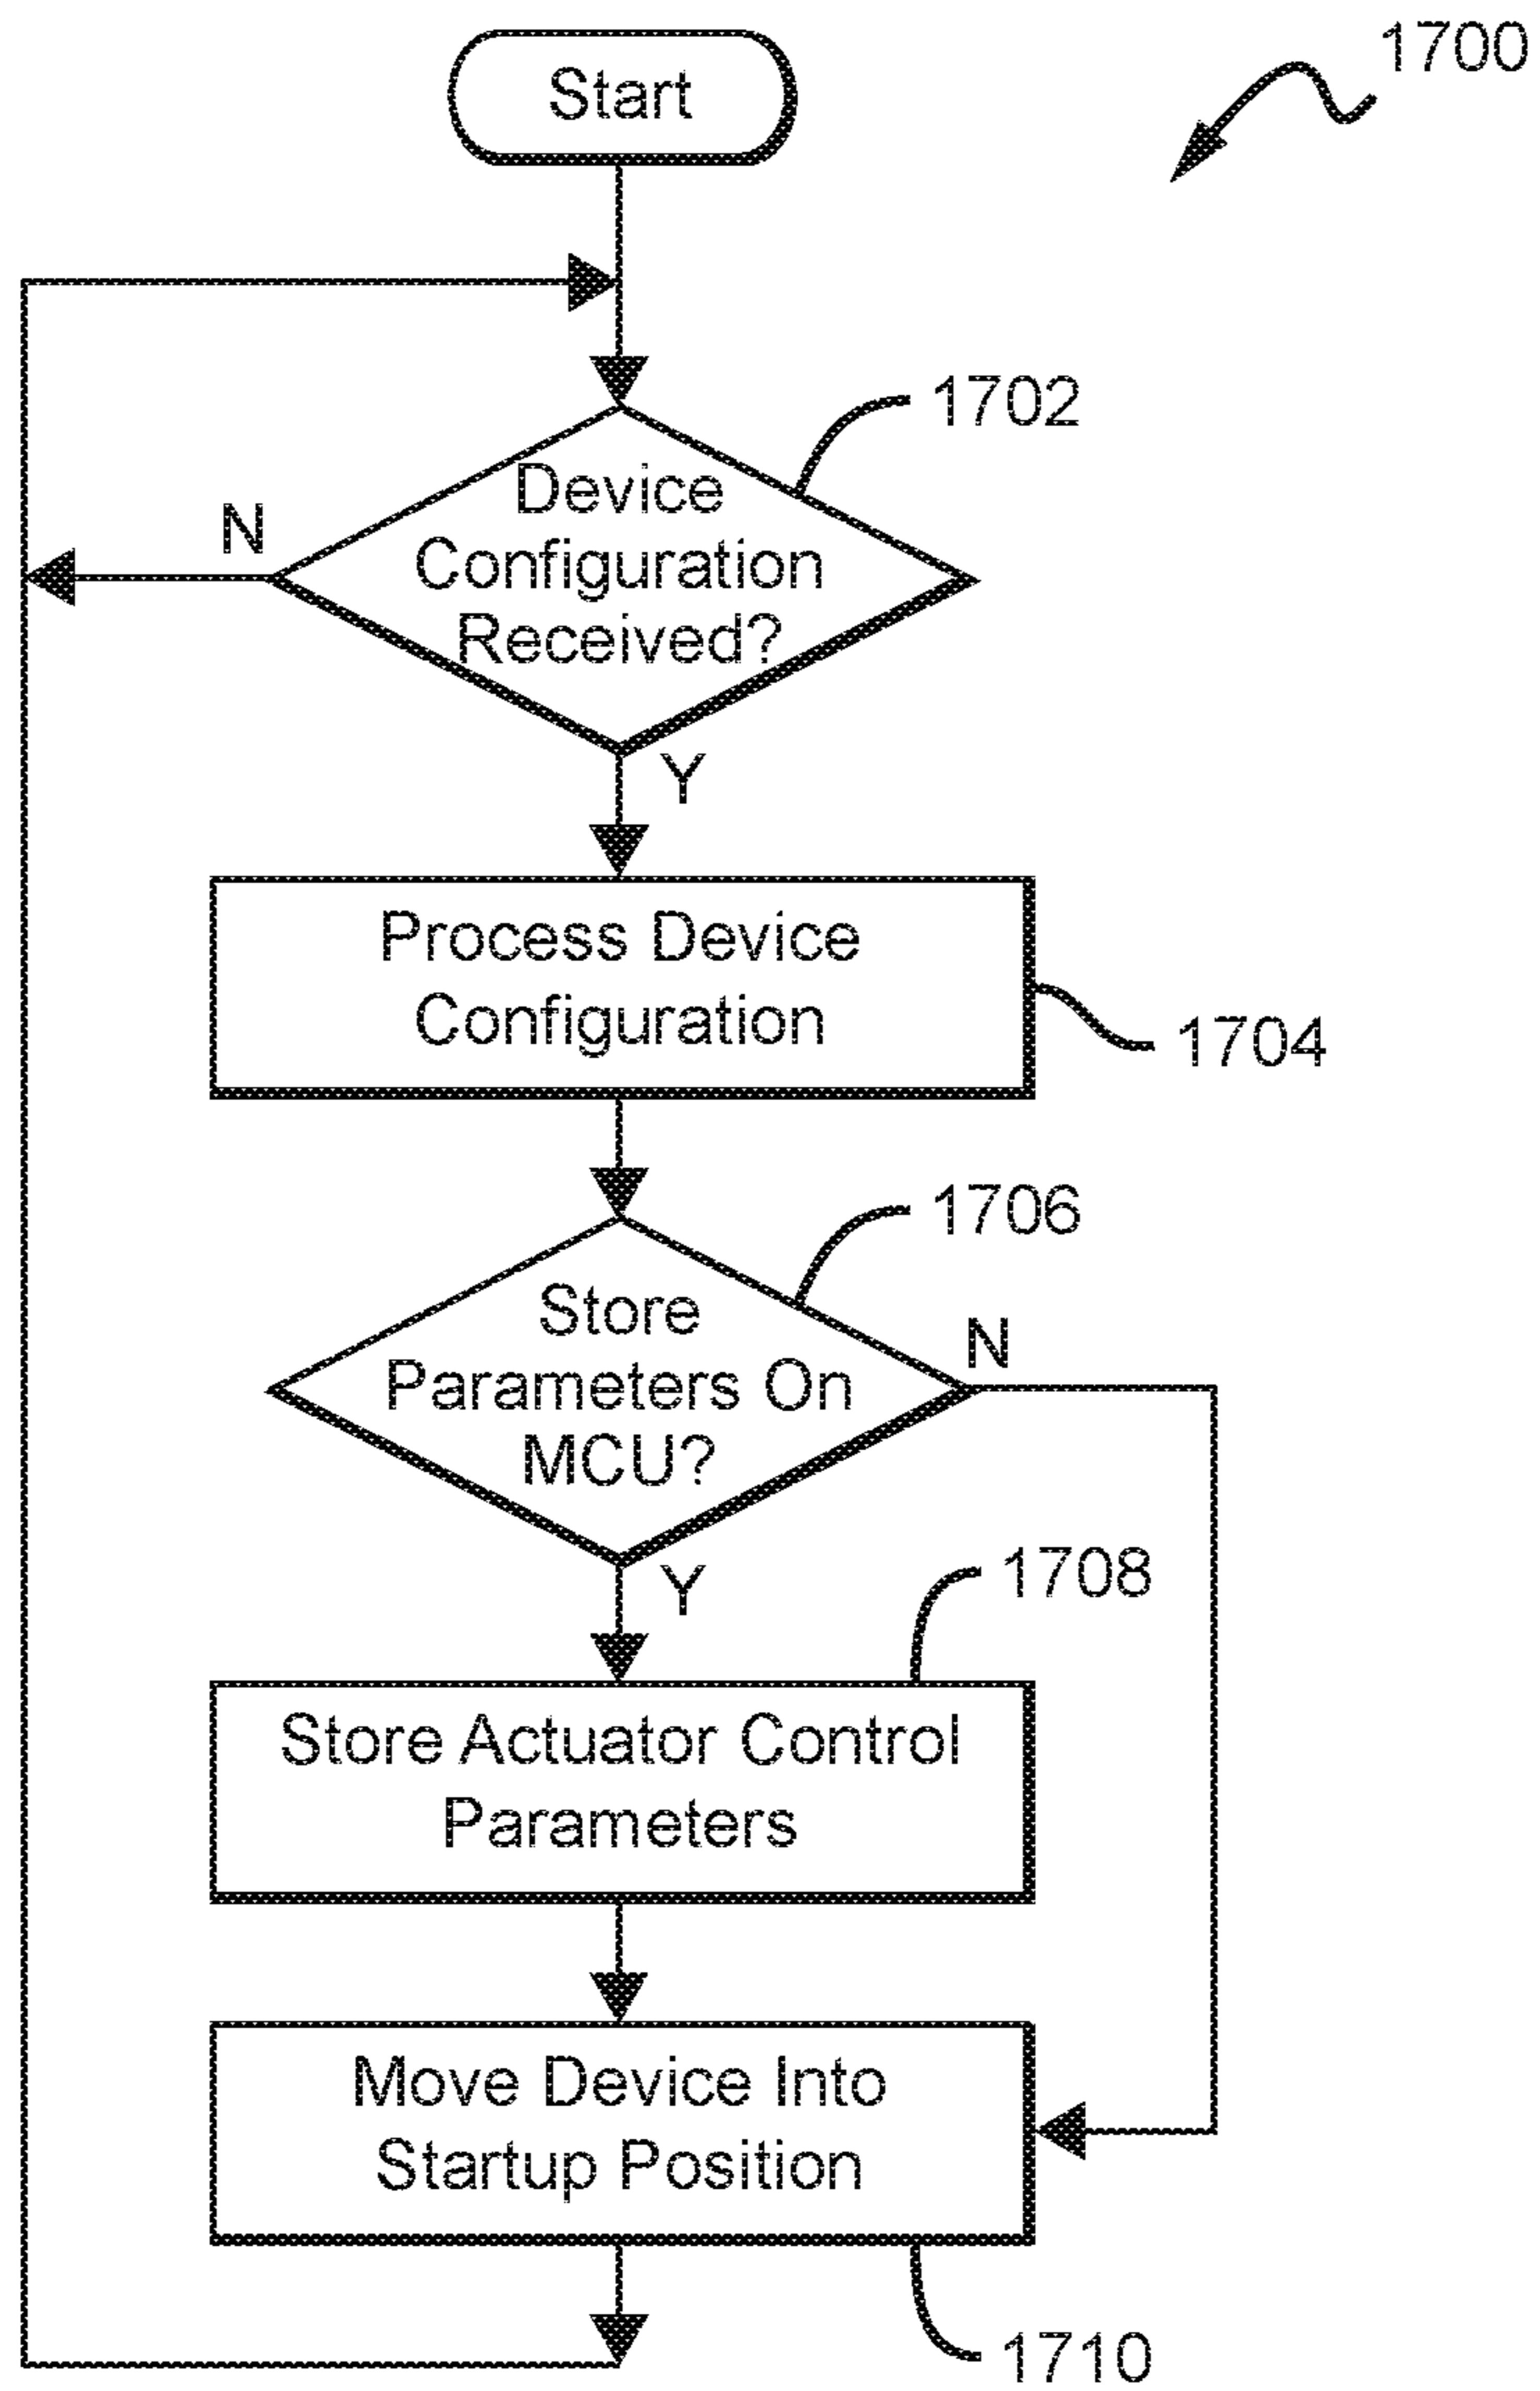 1700
Start
1702
Device
Configuration
Received?
N
Y
Process Device
Configuration
1704
1706
Store
Parameters On
MCU?
N
Y
1708
Store Actuator Control
Parameters
Move Device Into
Startup Position
1710